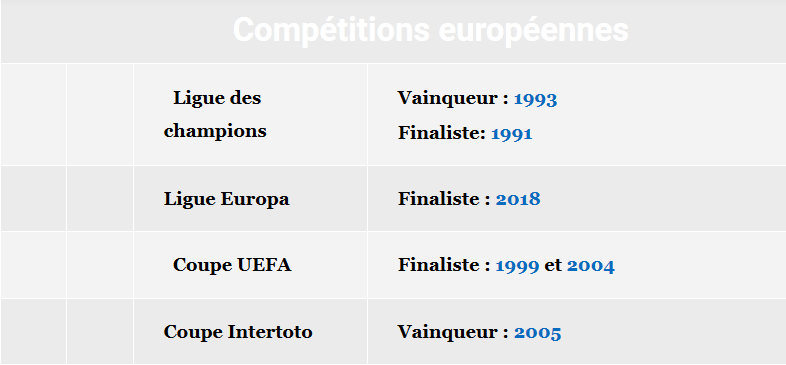 Compétitions européennes
Ligue des
champions
Vainqueur : 1993
Finaliste: 1991
Ligue Europa
Finaliste : 2018
Coupe UEFA
Finaliste : 1999 et 2004
Coupe Intertoto
Vainqueur : 2005